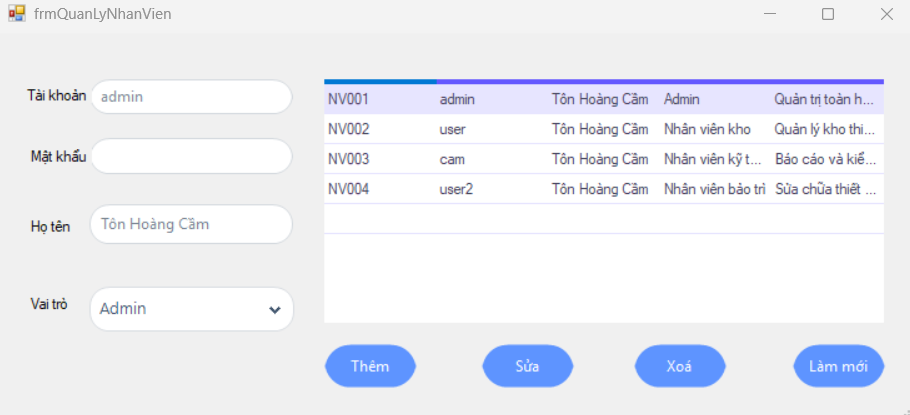 frmQuanLyNhanVien
Tài khoản admin
Mật khẩu
Họ tên Tôn Hoàng Cầm
Vai trò Admin
NV001 admin Tôn Hoàng Cầm Admin Quản trị toàn h...
NV002 user Tôn Hoàng Cầm Nhân viên kho Quản lý kho thi...
NV003 cam Tôn Hoàng Cầm Nhân viên kỹ t... Báo cáo và kiể...
NV004 user2 Tôn Hoàng Cầm Nhân viên bảo trì Sửa chữa thiết ...
Thêm Sửa Xoá Làm mới